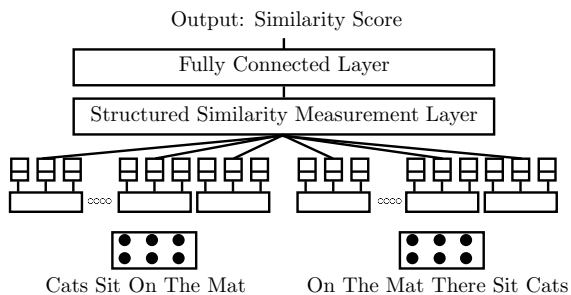 Output: Similarity Score
Fully Connected Layer
Structured Similarity Measurement Layer
Cats Sit On The Mat
On The Mat There Sit Cats